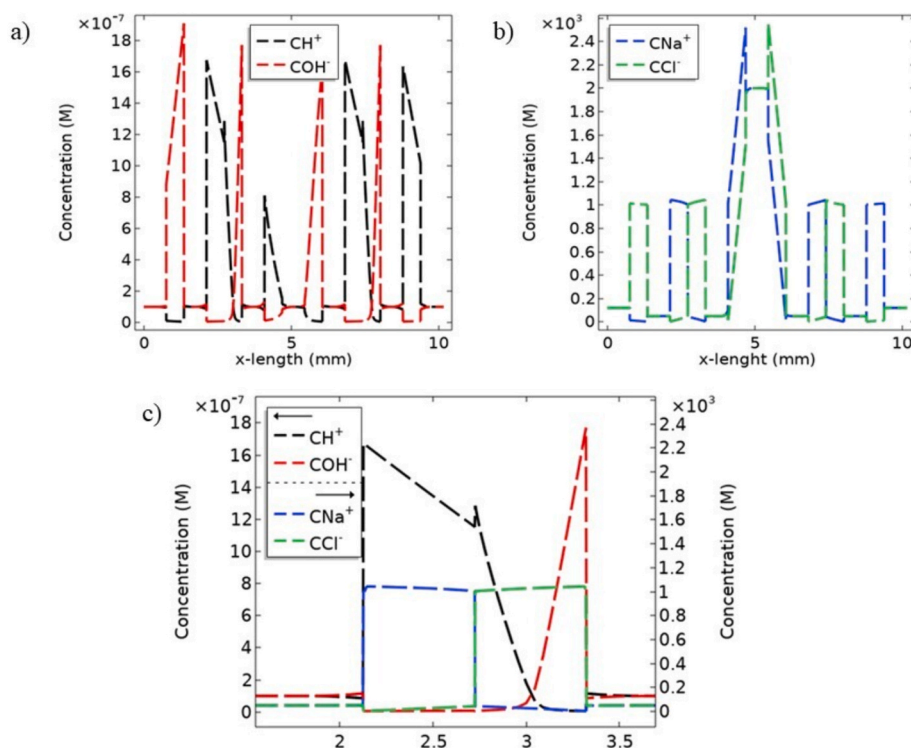 a)
×10⁻⁷
18
16
14
12
10
8
6
4
2
0
Concentration (M)
CH⁺
COH⁻
0 2 4 6 8 10
x-length (mm)
b)
×10³
2.4
2.2
2
1.8
1.6
1.4
1.2
1
0.8
0.6
0.4
0.2
0
Concentration (M)
CNa⁺
CCl⁻
0 5 10
x-lenght (mm)
c)
×10⁻⁷
18
16
14
12
10
8
6
4
2
0
Concentration (M)
CH⁺
COH⁻
CNa⁺
CCl⁻
×10³
2.4
2.2
2
1.8
1.6
1.4
1.2
1
0.8
0.6
0.4
0.2
0
Concentration (M)
2 2.5 3 3.5